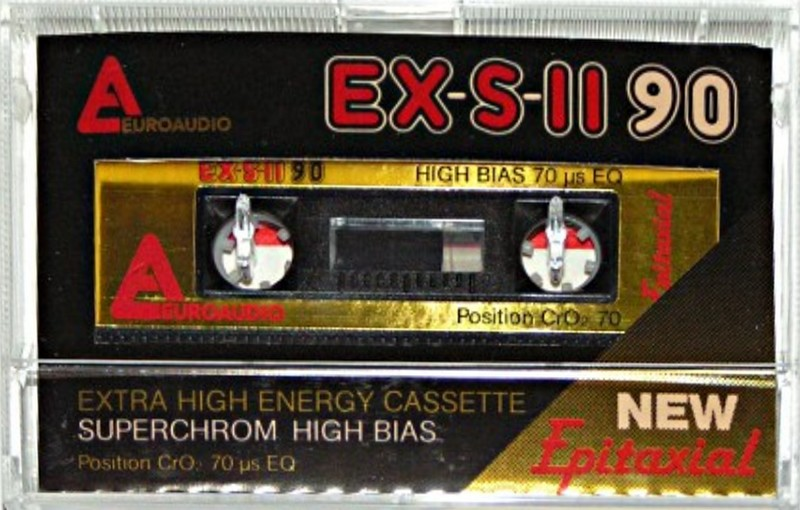 EUROAUDIO
EX-S-II 90
EX-S-II 90
HIGH BIAS 70 µs EQ
Epitaxial
EUROAUDIO
Position CrO₂ 70
EXTRA HIGH ENERGY CASSETTE
SUPERCHROM HIGH BIAS
Position CrO₂ 70 µs EQ
NEW
Epitaxial